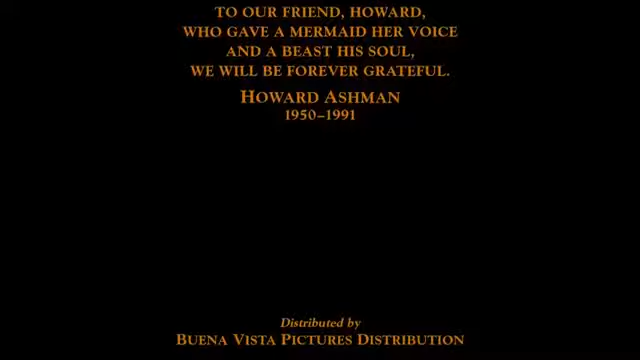 TO OUR FRIEND, HOWARD,
WHO GAVE A MERMAID HER VOICE
AND A BEAST HIS SOUL,
WE WILL BE FOREVER GRATEFUL.
HOWARD ASHMAN
1950–1991
Distributed by
BUENA VISTA PICTURES DISTRIBUTION